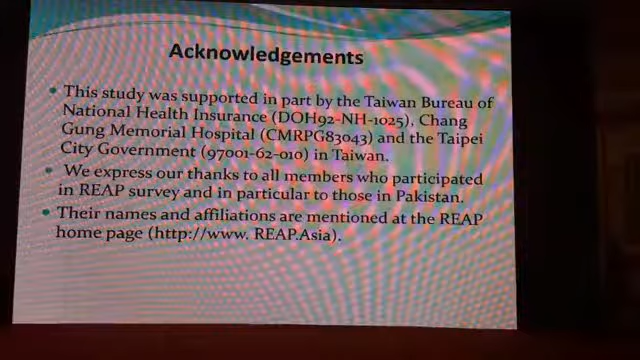 Acknowledgements
• This study was supported in part by the Taiwan Bureau of
National Health Insurance (DOH92-NH-1025), Chang
Gung Memorial Hospital (CMRPG83043) and the Taipei
City Government (97001-62-010) in Taiwan.
• We express our thanks to all members who participated
in REAP survey and in particular to those in Pakistan.
• Their names and affiliations are mentioned at the REAP
home page (http://www. REAP.Asia).